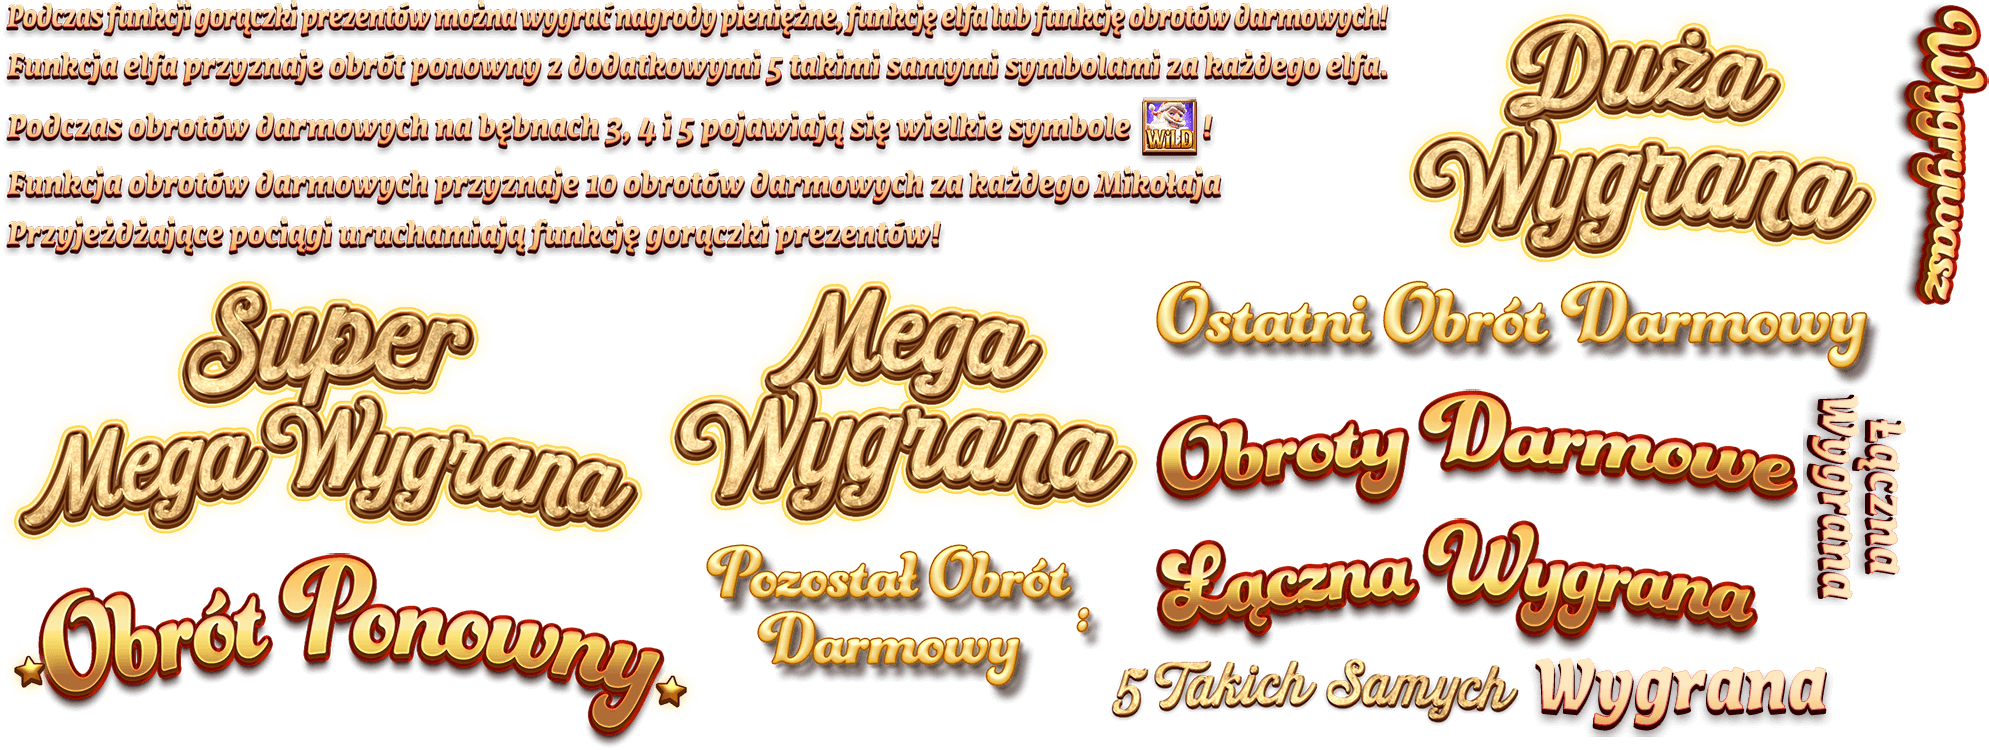 Podczas funkcji gorączki prezentów można wygrać nagrody pieniężne, funkcję elfa lub funkcję obrotów darmowych!
Funkcja elfa przyznaje obrót ponowny z dodatkowymi 5 takimi samymi symbolami za każdego elfa.
Podczas obrotów darmowych na bębnach 3, 4 i 5 pojawiają się wielkie symbole WILD !
Funkcja obrotów darmowych przyznaje 10 obrotów darmowych za każdego Mikołaja
Przyjeżdżające pociągi uruchamiają funkcję gorączki prezentów!
Duża
Wygrana
Wygrywasz
Super
Mega Wygrana
Mega
Wygrana
Ostatni Obrót Darmowy
Obroty Darmowe
Łączna
Wygrana
Łączna Wygrana
Obrót Ponowny
Pozostał Obrót
Darmowy :
5 Takich Samych
Wygrana